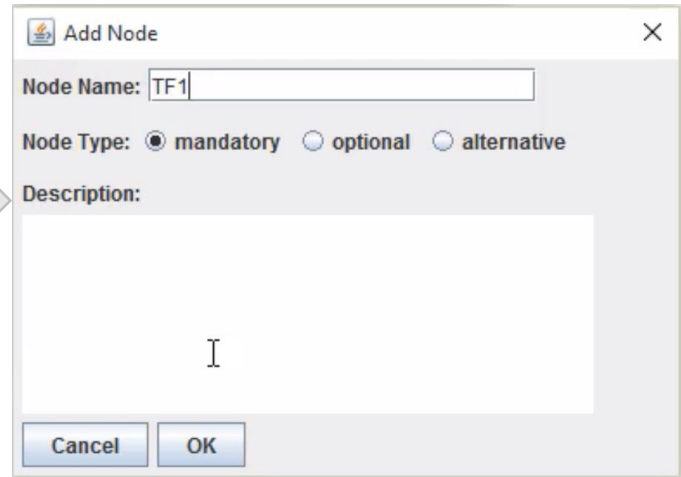 Add Node
Node Name: TF1
Node Type: mandatory optional alternative
Description:
Cancel OK